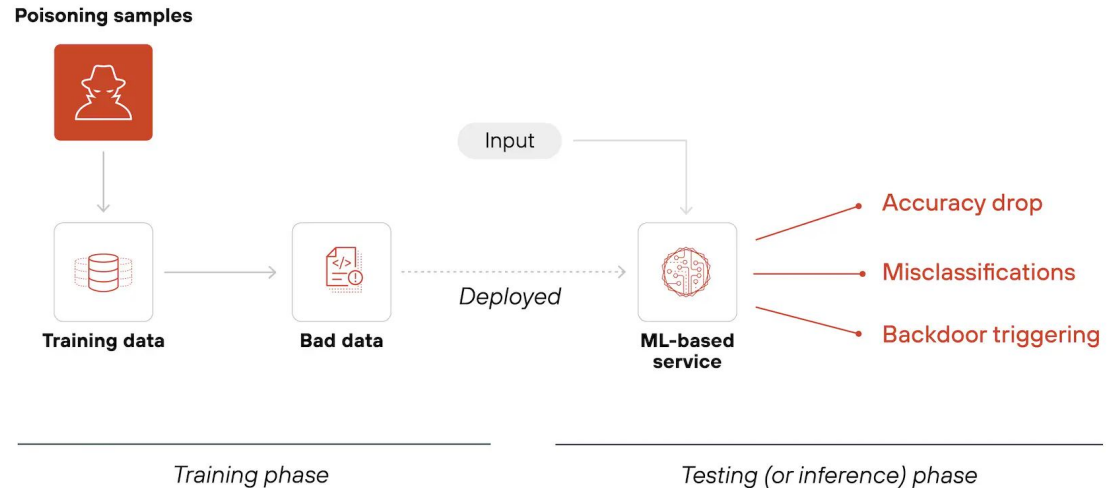 Poisoning samples
Input
Accuracy drop
Misclassifications
Deployed
Training data
Bad data
ML-based
service
Backdoor triggering
Training phase
Testing (or inference) phase